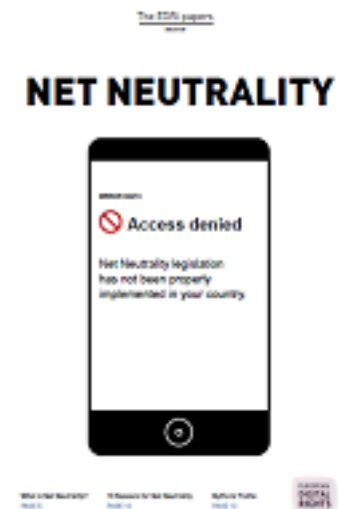 The EDRi papers
NET NEUTRALITY
Access denied
Net Neutrality legislation
has not been properly
implemented in your country.
What is Net Neutrality?
10 Reasons for Net Neutrality
Myths vs Truths
EUROPEAN
DIGITAL
RIGHTS